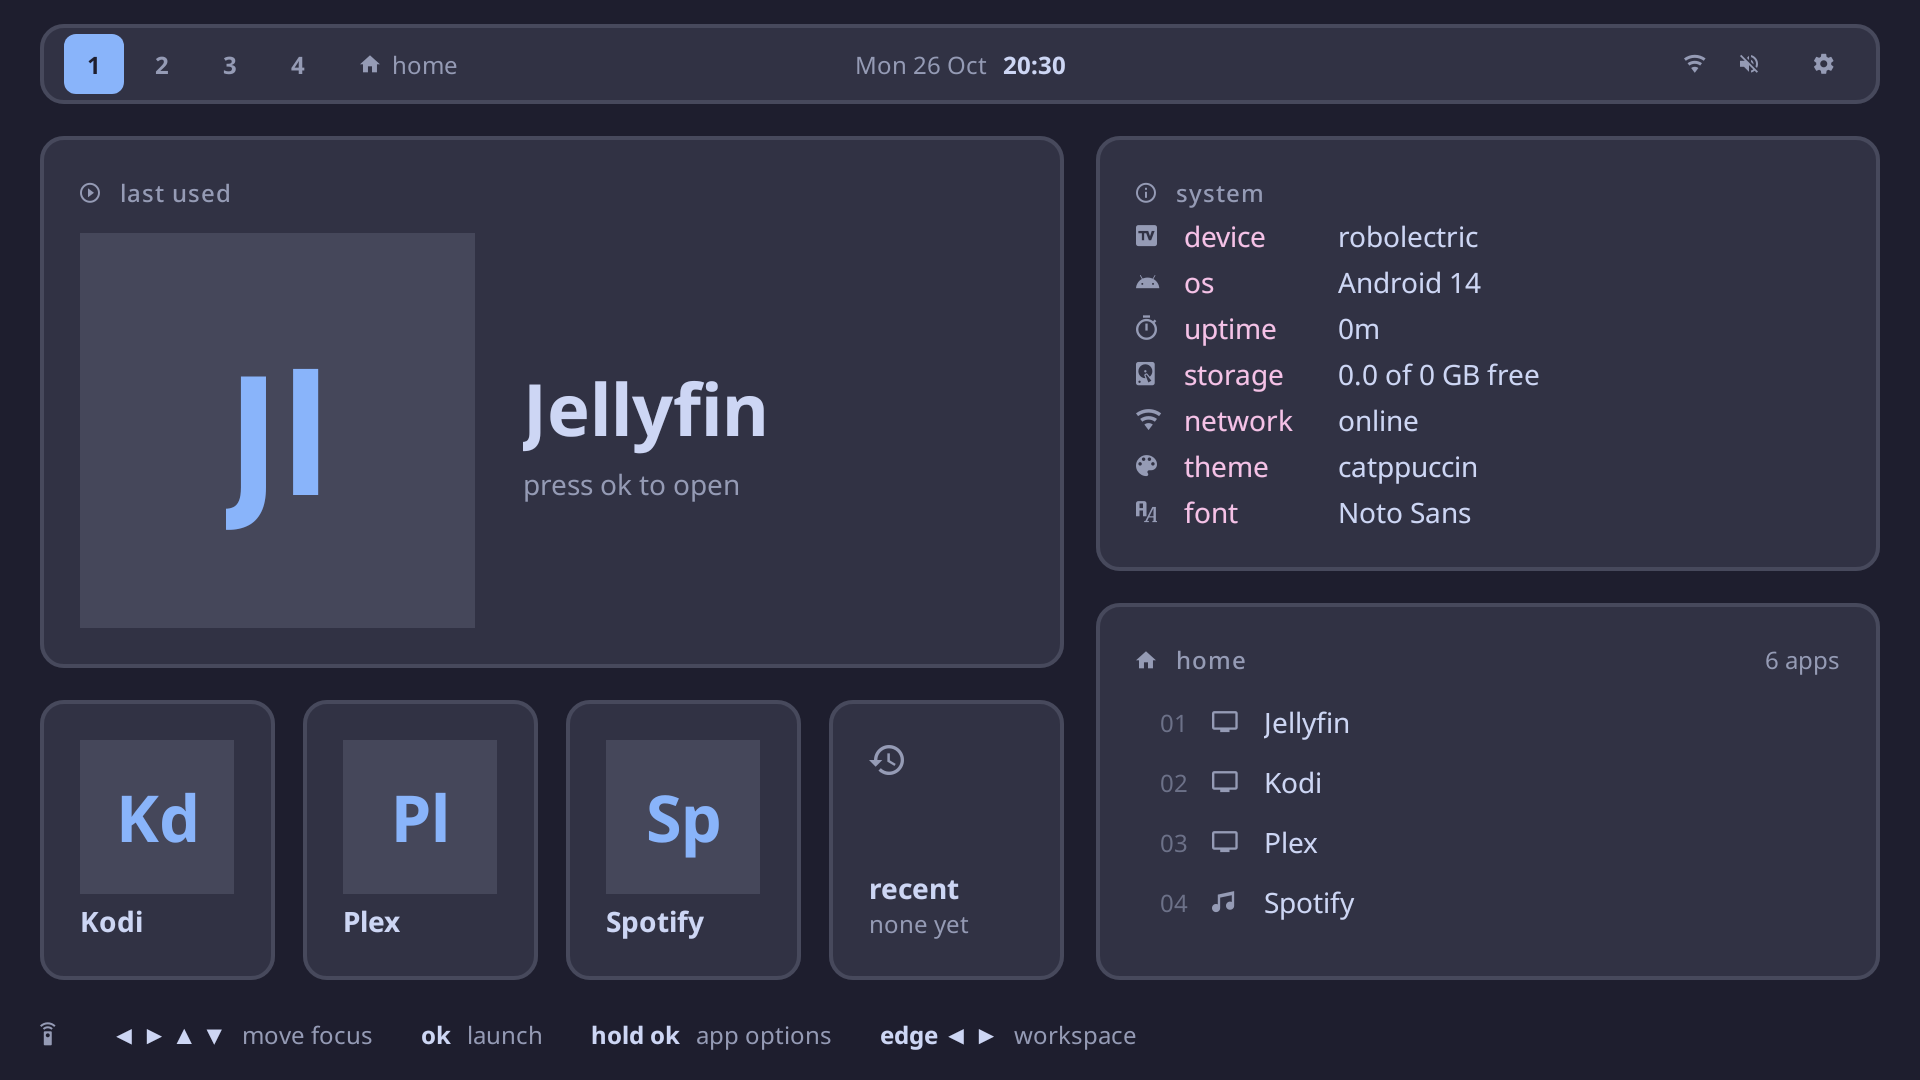 1 2 3 4 home Mon 26 Oct 20:30
last used
Jl
Jellyfin
press ok to open
Kd
Kodi
Pl
Plex
Sp
Spotify
recent
none yet
system
device robolectric
os Android 14
uptime 0m
storage 0.0 of 0 GB free
network online
theme catppuccin
font Noto Sans
home 6 apps
01 Jellyfin
02 Kodi
03 Plex
04 Spotify
◀ ▶ ▲ ▼ move focus ok launch hold ok app options edge ◀ ▶ workspace